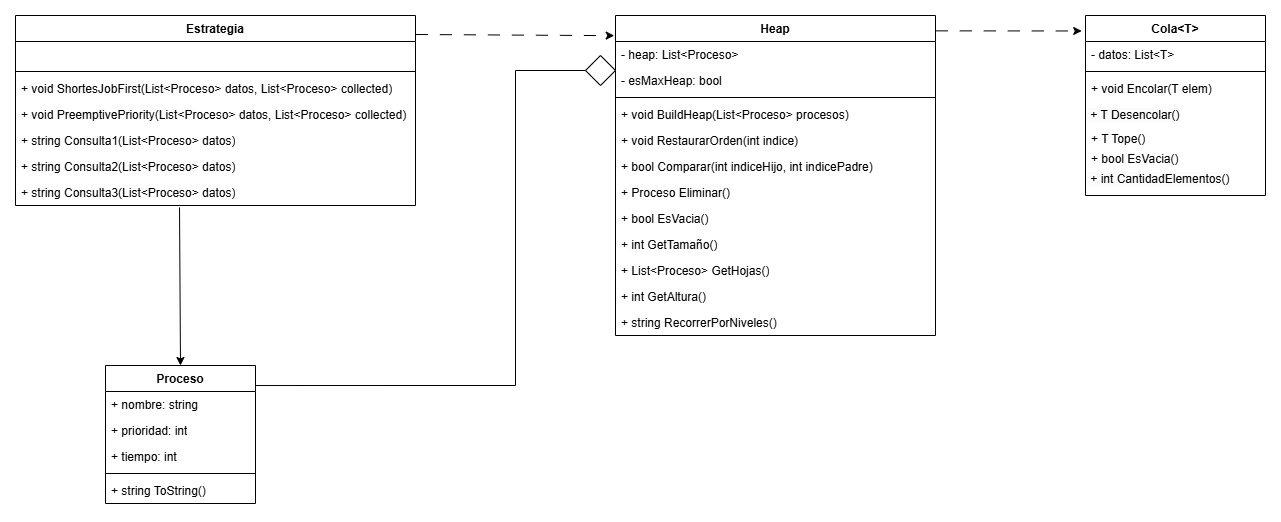 Estrategia
+ void ShortesJobFirst(List<Proceso> datos, List<Proceso> collected)
+ void PreemptivePriority(List<Proceso> datos, List<Proceso> collected)
+ string Consulta1(List<Proceso> datos)
+ string Consulta2(List<Proceso> datos)
+ string Consulta3(List<Proceso> datos)
Heap
- heap: List<Proceso>
- esMaxHeap: bool
+ void BuildHeap(List<Proceso> procesos)
+ void RestaurarOrden(int indice)
+ bool Comparar(int indiceHijo, int indicePadre)
+ Proceso Eliminar()
+ bool EsVacia()
+ int GetTamaño()
+ List<Proceso> GetHojas()
+ int GetAltura()
+ string RecorrerPorNiveles()
Cola<T>
- datos: List<T>
+ void Encolar(T elem)
+ T Desencolar()
+ T Tope()
+ bool EsVacia()
+ int CantidadElementos()
Proceso
+ nombre: string
+ prioridad: int
+ tiempo: int
+ string ToString()